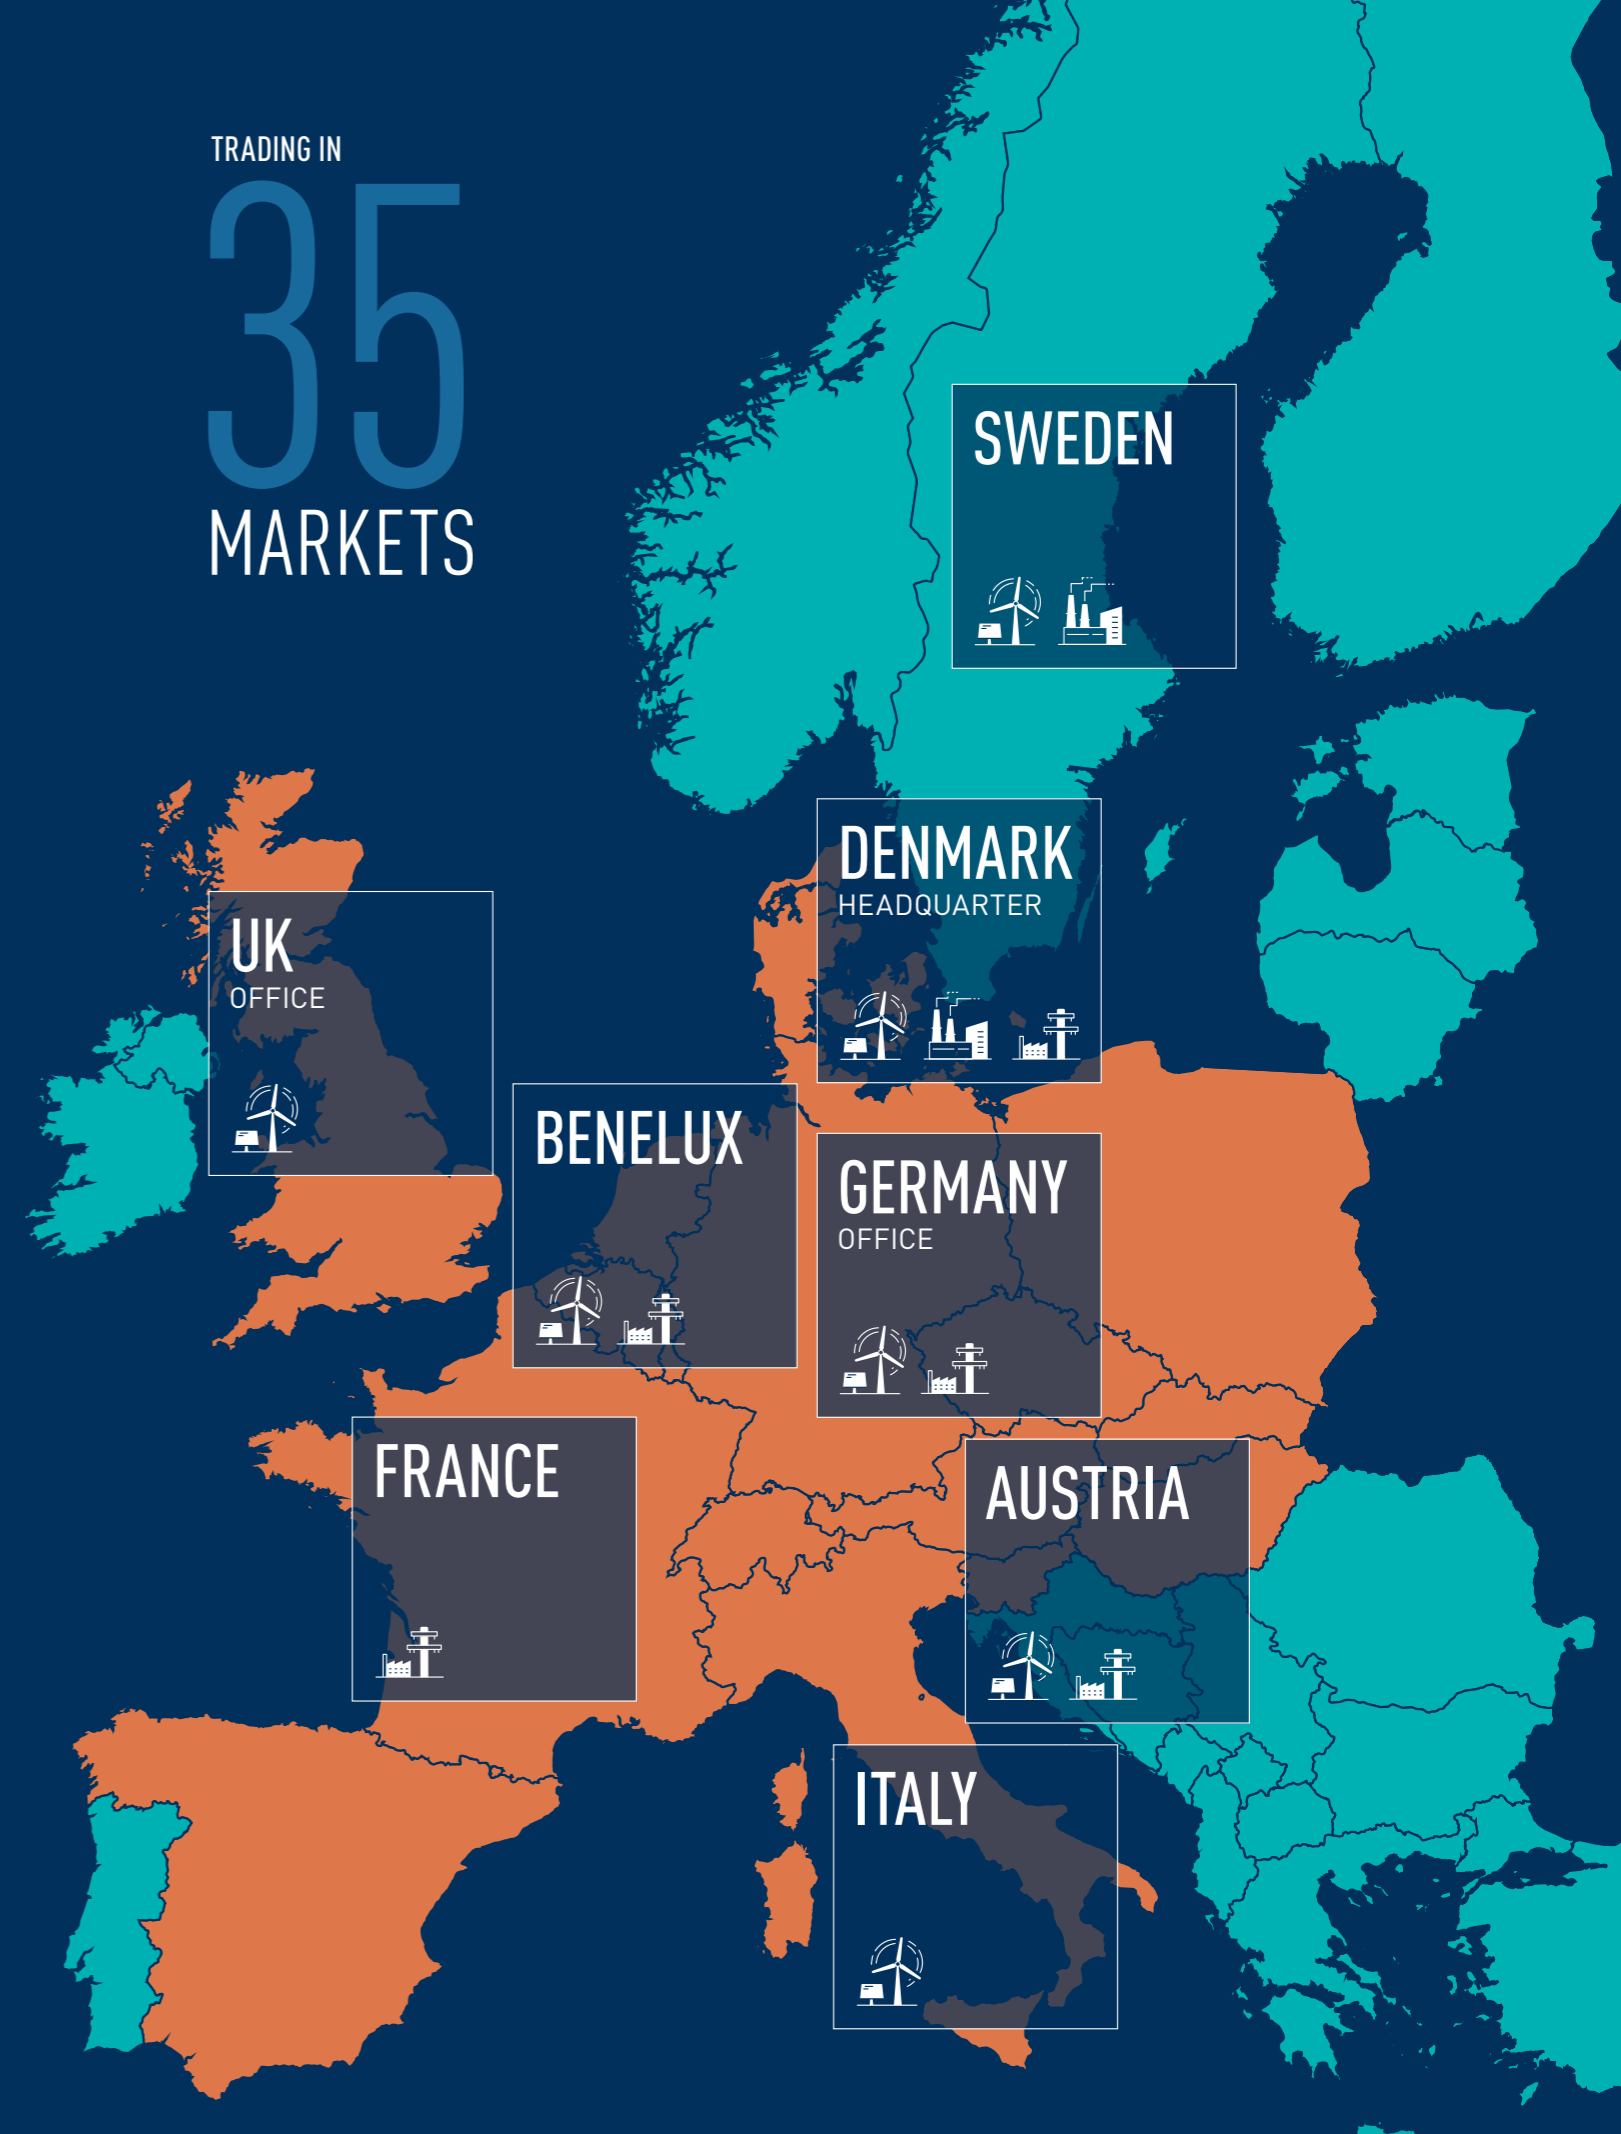 TRADING IN
35
MARKETS
SWEDEN
DENMARK
HEADQUARTER
UK
OFFICE
BENELUX
GERMANY
OFFICE
FRANCE
AUSTRIA
ITALY